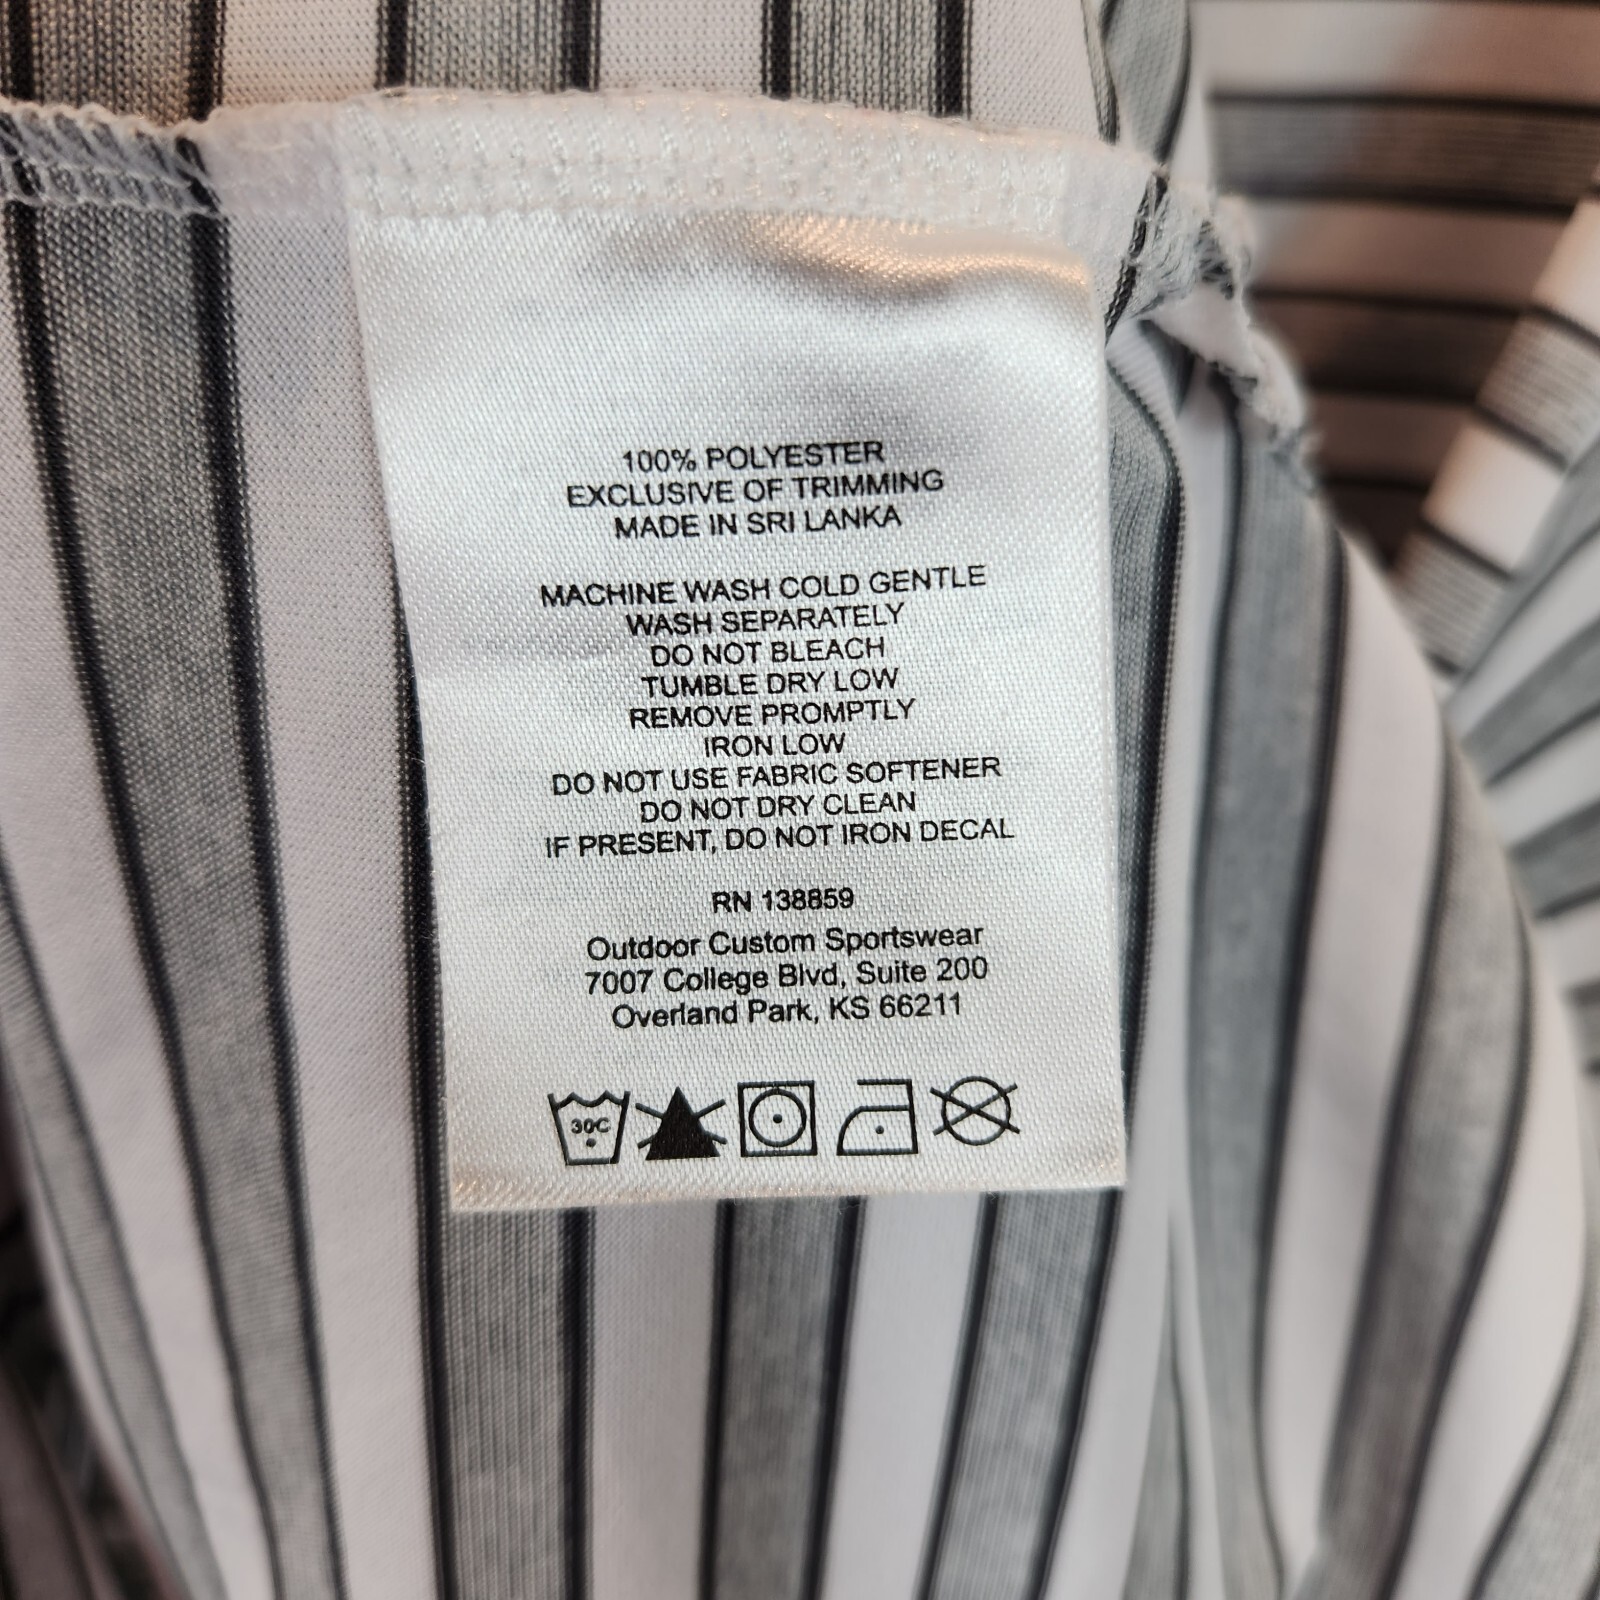 100% POLYESTER
EXCLUSIVE OF TRIMMING
MADE IN SRI LANKA
MACHINE WASH COLD GENTLE
WASH SEPARATELY
DO NOT BLEACH
TUMBLE DRY LOW
REMOVE PROMPTLY
IRON LOW
DO NOT USE FABRIC SOFTENER
DO NOT DRY CLEAN
IF PRESENT, DO NOT IRON DECAL
RN 138859
Outdoor Custom Sportswear
7007 College Blvd, Suite 200
Overland Park, KS 66211
30C